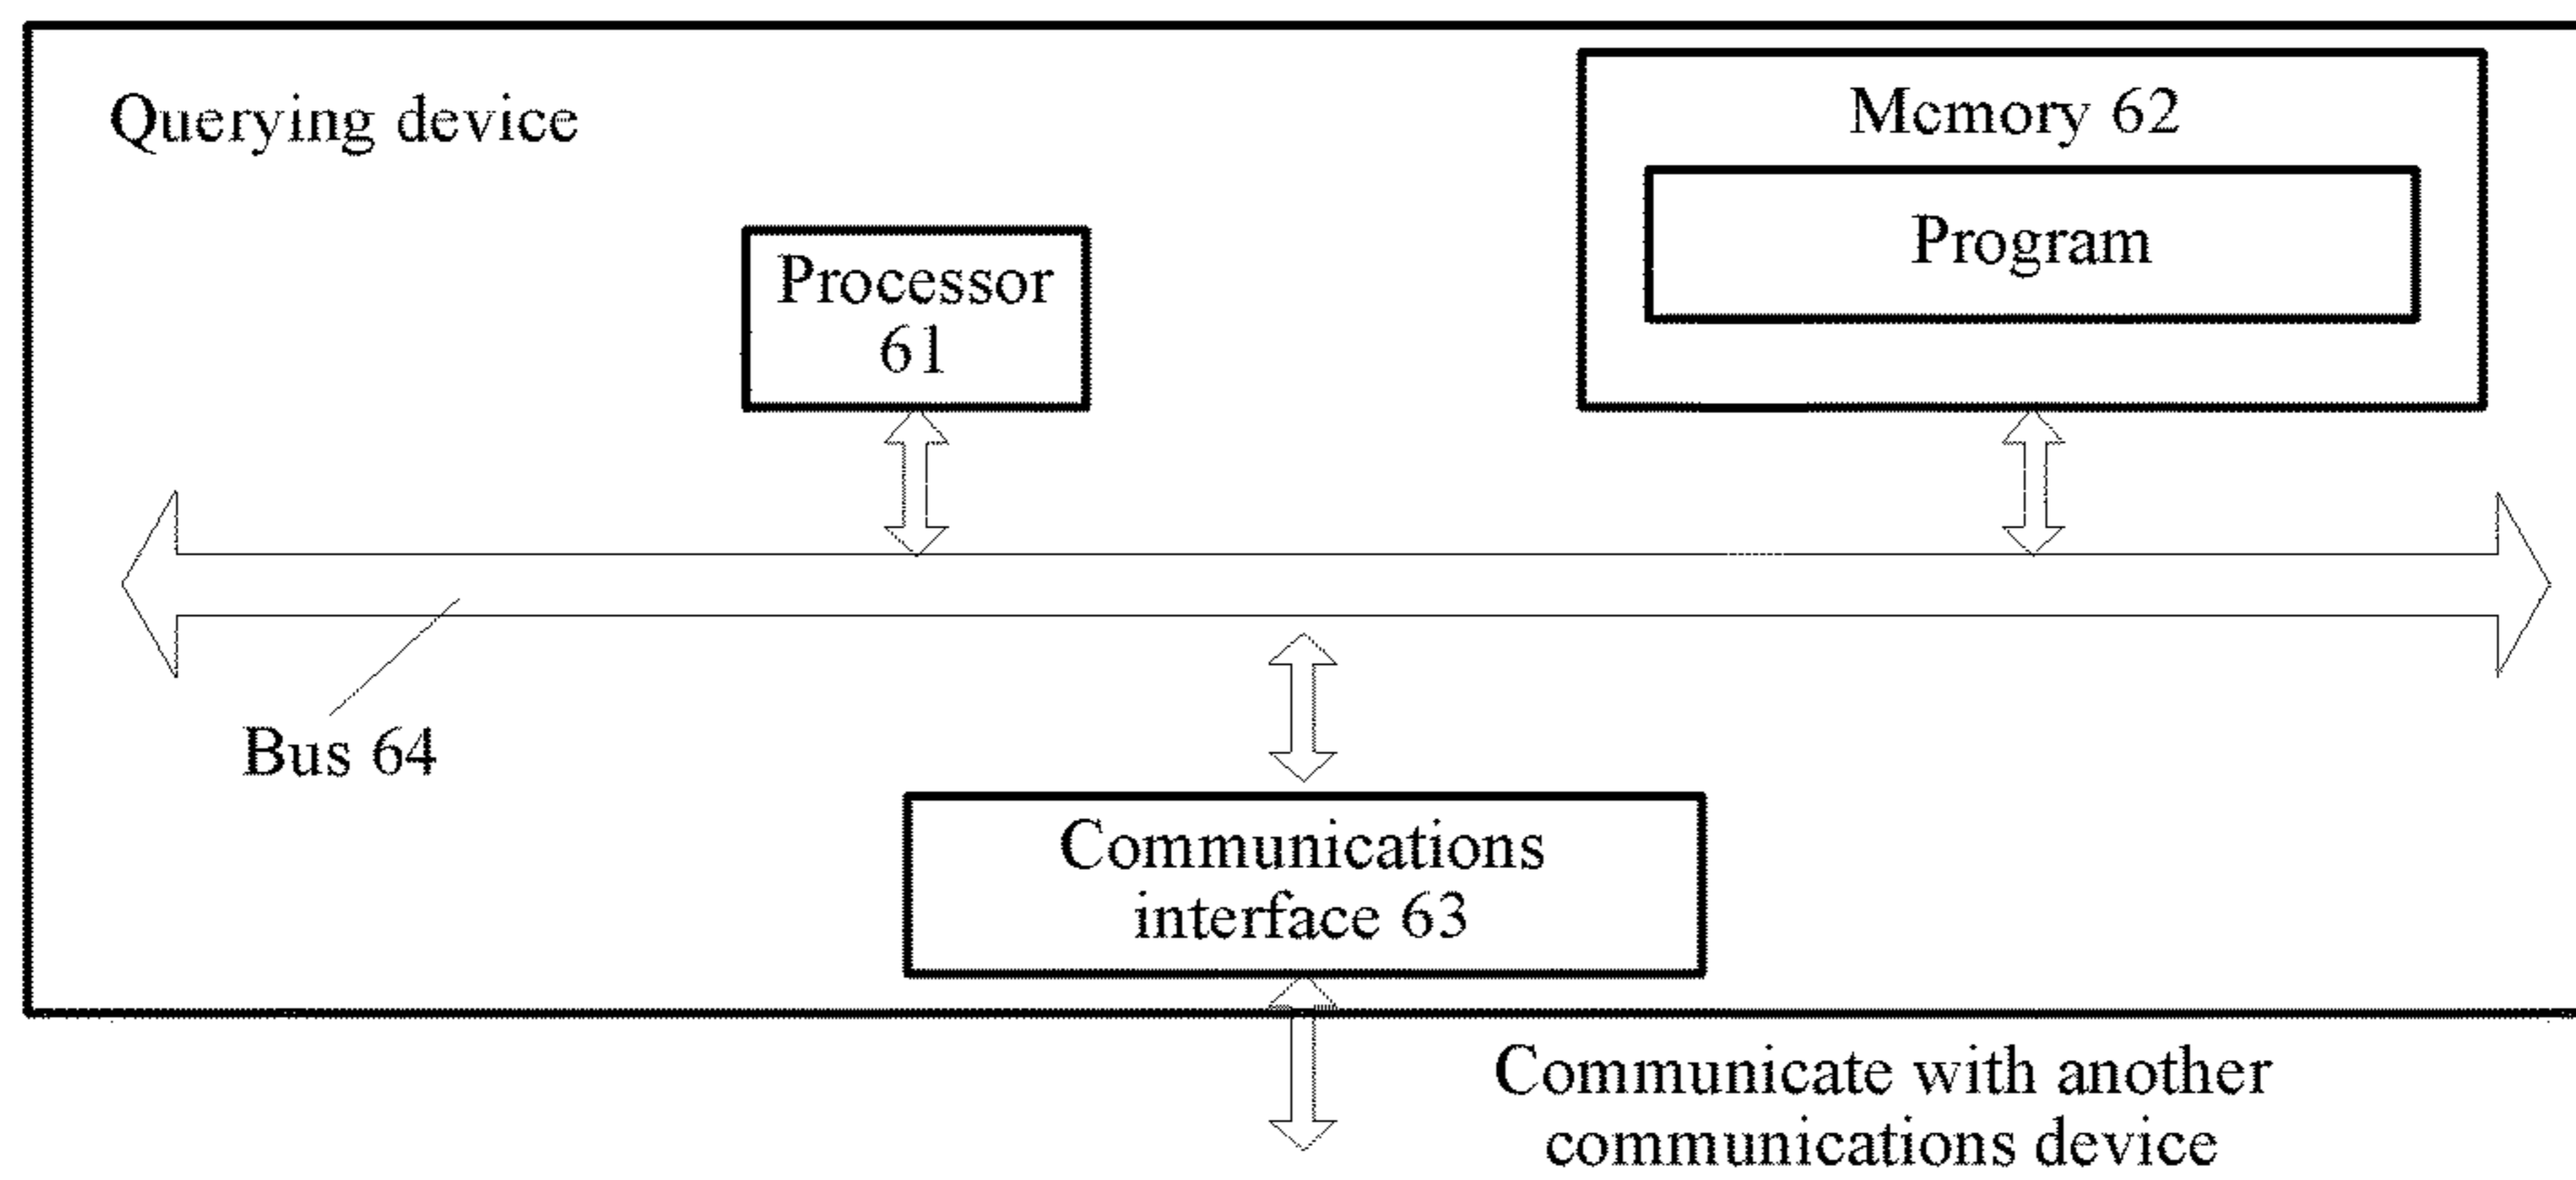 Querying device
Memory 62
Program
Processor
61
Bus 64
Communications
interface 63
Communicate with another
communications device